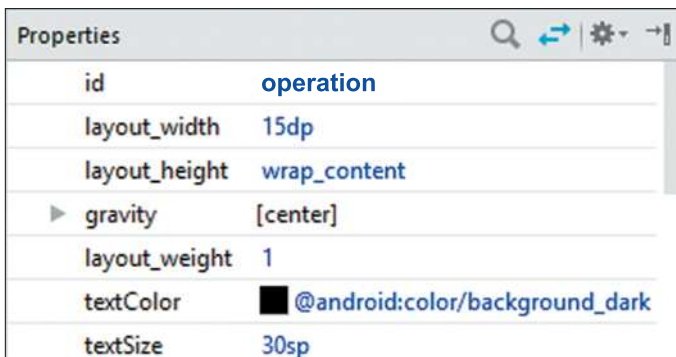 Properties
id operation
layout_width 15dp
layout_height wrap_content
gravity [center]
layout_weight 1
textColor @android:color/background_dark
textSize 30sp